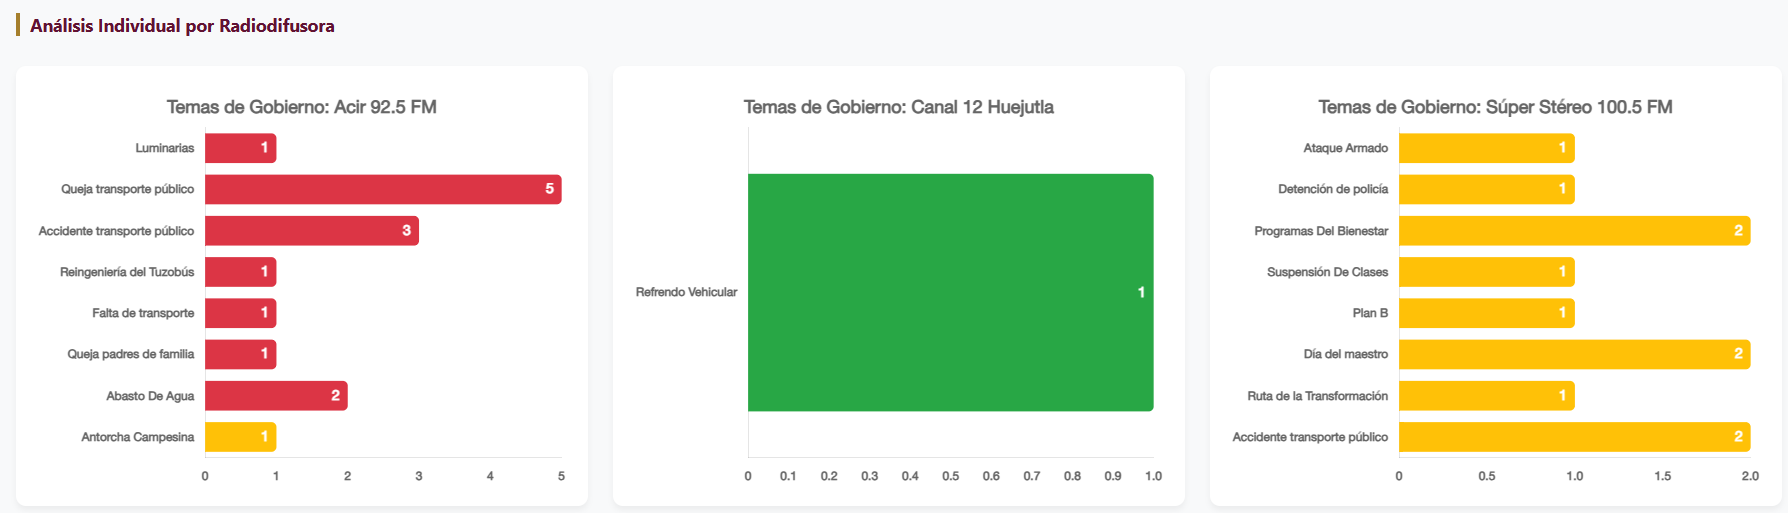 Análisis Individual por Radiodifusora
Temas de Gobierno: Acir 92.5 FM
Luminarias 1
Queja transporte público 5
Accidente transporte público 3
Reingeniería del Tuzobús 1
Falta de transporte 1
Queja padres de familia 1
Abasto De Agua 2
Antorcha Campesina 1
0 1 2 3 4 5
Temas de Gobierno: Canal 12 Huejutla
Refrendo Vehicular 1
0 0.1 0.2 0.3 0.4 0.5 0.6 0.7 0.8 0.9 1.0
Temas de Gobierno: Súper Stéreo 100.5 FM
Ataque Armado 1
Detención de policía 1
Programas Del Bienestar 2
Suspensión De Clases 1
Plan B 1
Día del maestro 2
Ruta de la Transformación 1
Accidente transporte público 2
0 0.5 1.0 1.5 2.0